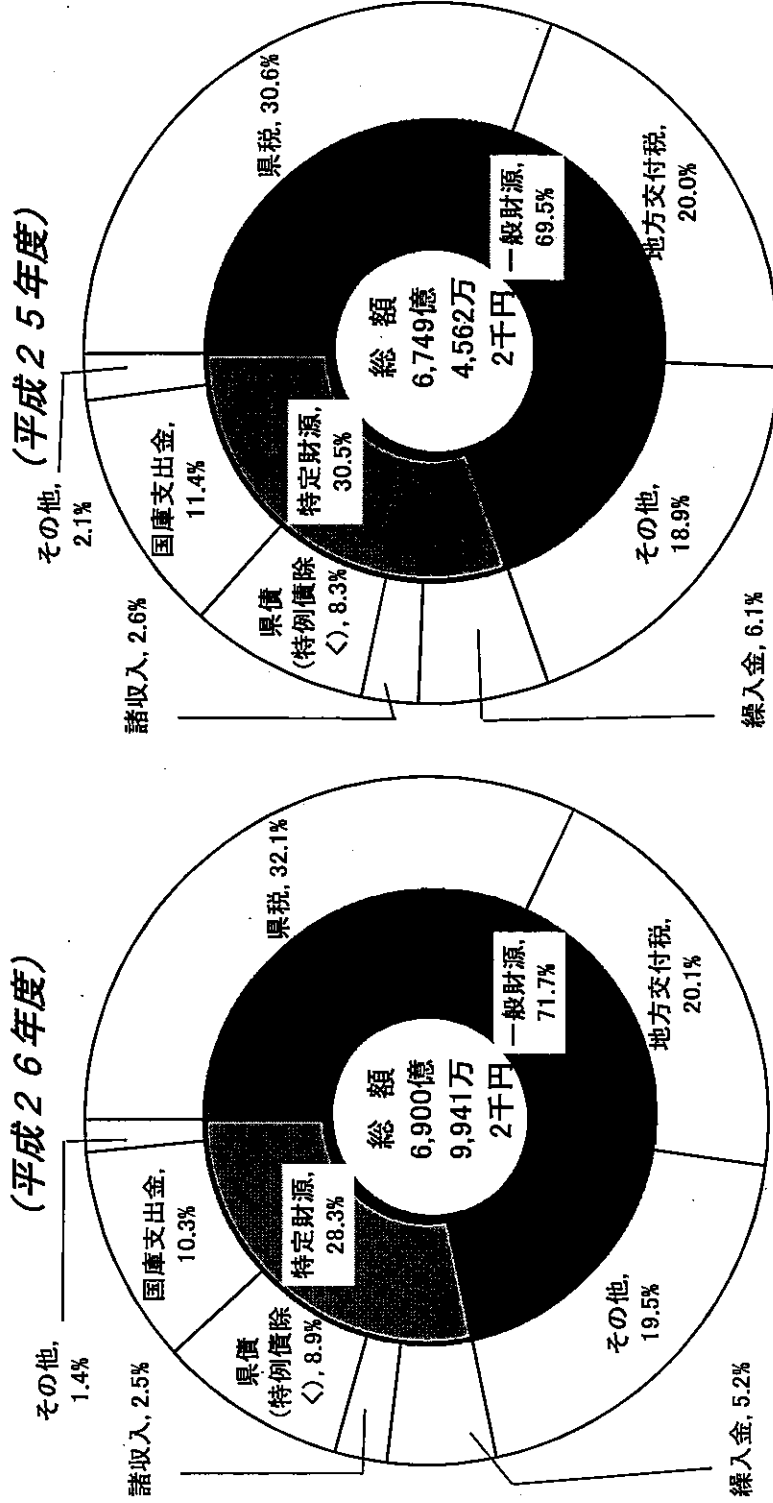 (平成26年度)
その他,
1.4%
諸収入, 2.5%
国庫支出金,
10.3%
県債
(特例債除
く), 8.9%
特定財源,
28.3%
総 額
6,900億
9,941万
2千円
県税, 32.1%
一般財源,
71.7%
地方交付税,
20.1%
その他,
19.5%
繰入金, 5.2%
(平成25年度)
その他,
2.1%
諸収入, 2.6%
国庫支出金,
11.4%
県債
(特例債除
く), 8.3%
特定財源,
30.5%
総 額
6,749億
4,562万
2千円
県税, 30.6%
一般財源,
69.5%
地方交付税,
20.0%
その他,
18.9%
繰入金, 6.1%